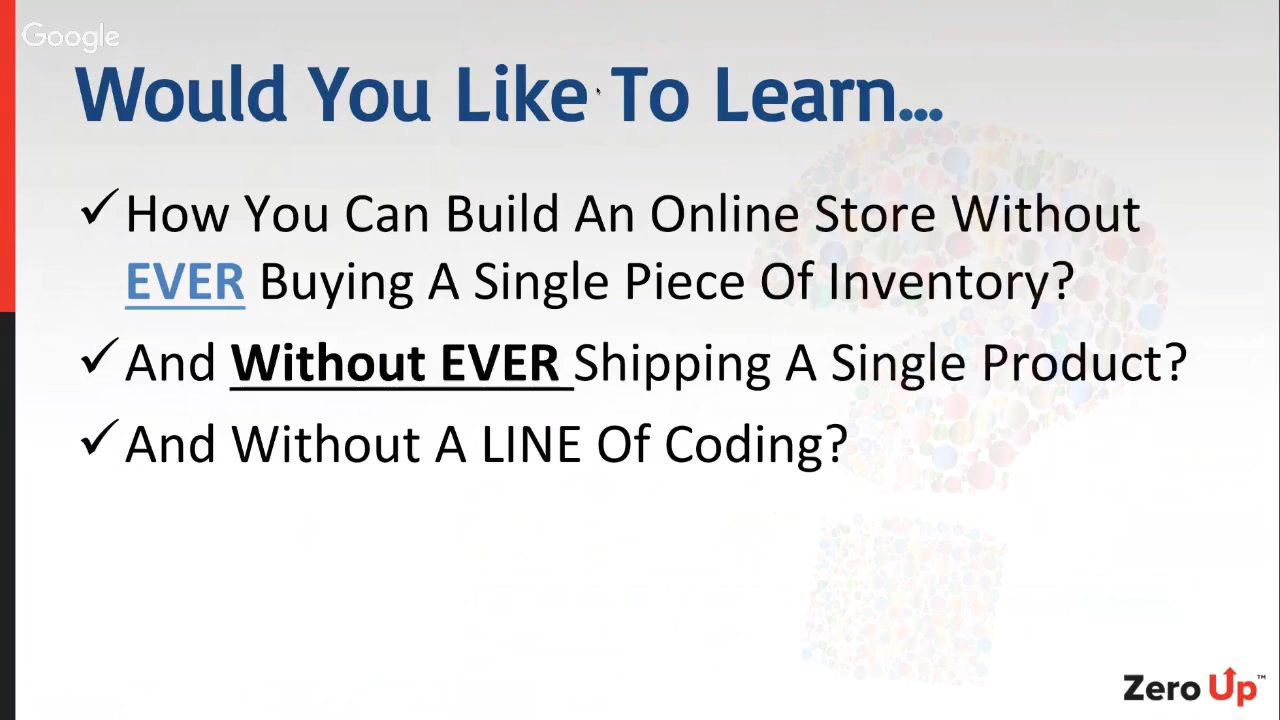 Google
Would You Like To Learn...
✓How You Can Build An Online Store Without
EVER Buying A Single Piece Of Inventory?
✓And Without EVER Shipping A Single Product?
✓And Without A LINE Of Coding?
Zero Up™